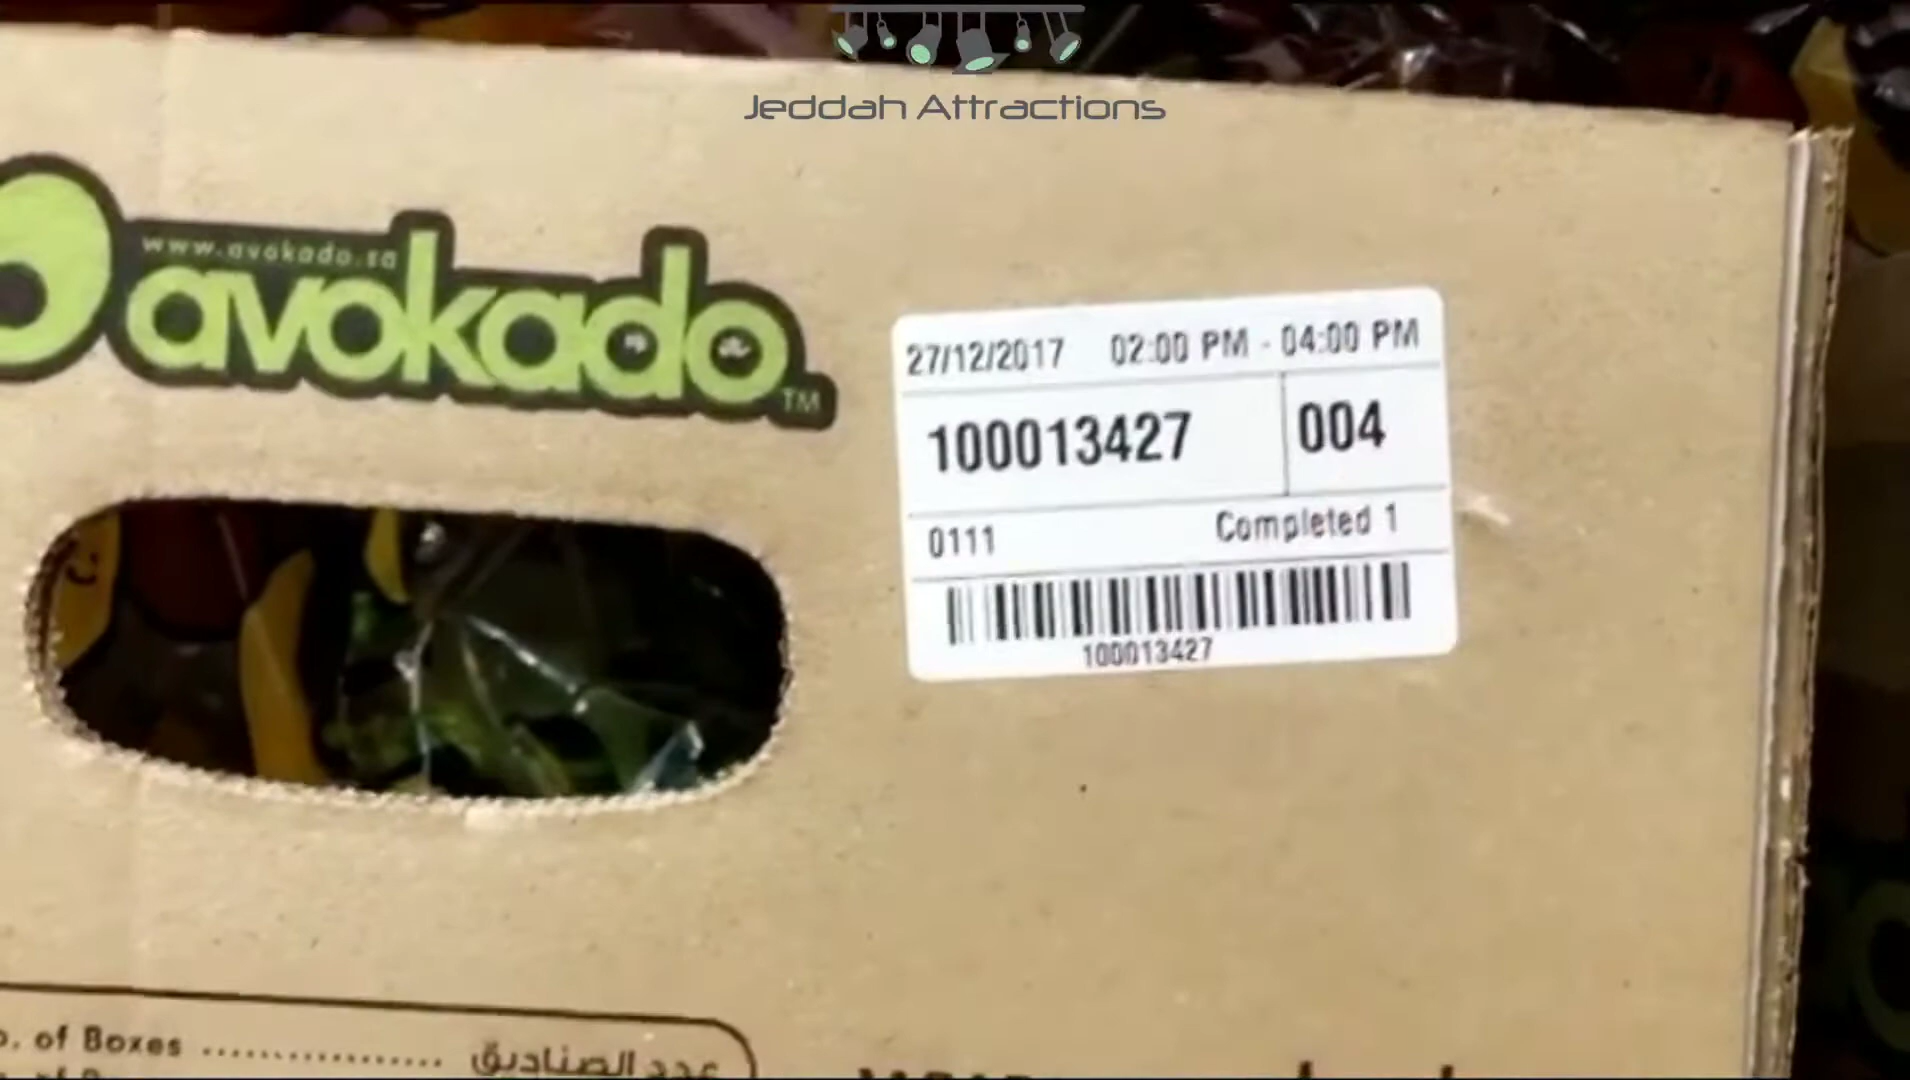 Jeddah Attractions
www.avokado.sa
avokado
TM
27/12/2017 02:00 PM - 04:00 PM
100013427 004
0111 Completed 1
100013427
of Boxes .................... عدد الصناديق